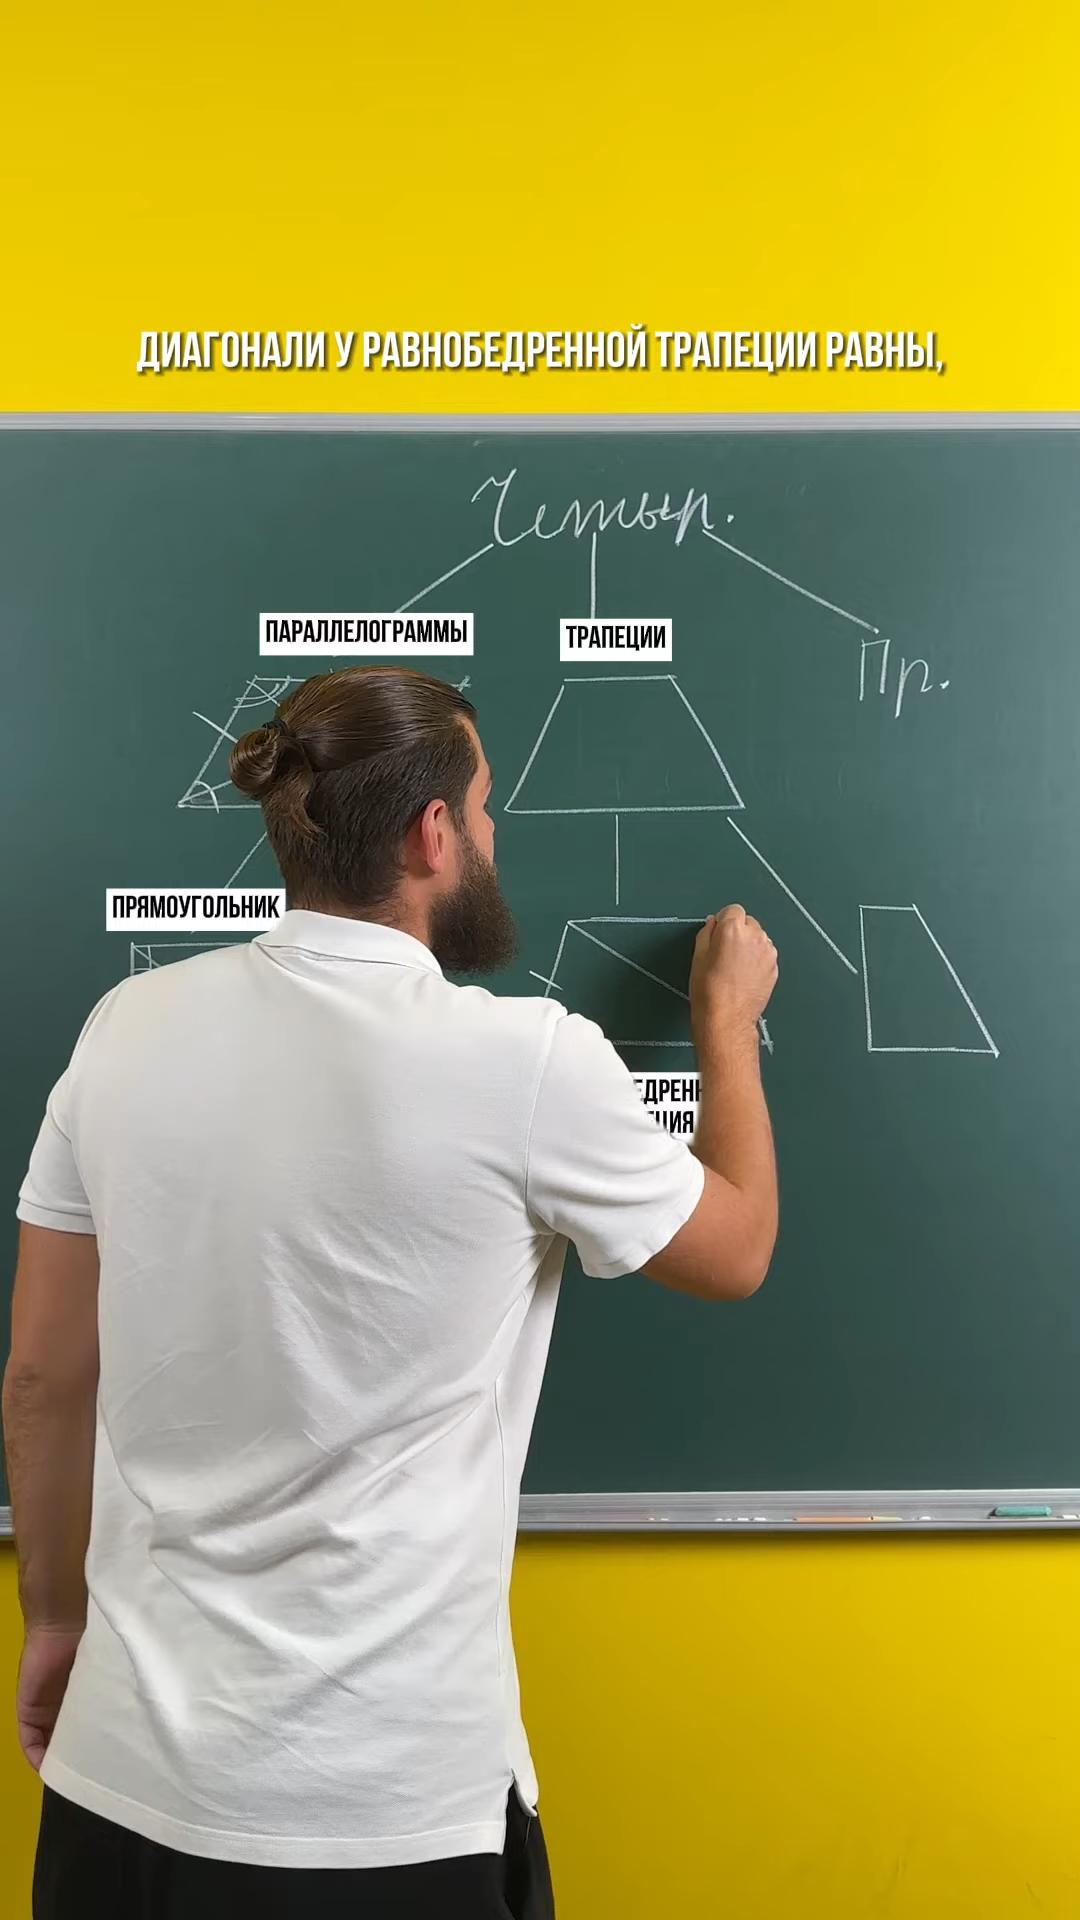 ДИАГОНАЛИ У РАВНОБЕДРЕННОЙ ТРАПЕЦИИ РАВНЫ,
Четыр.
ПАРАЛЛЕЛОГРАММЫ
ТРАПЕЦИИ
Пр.
ПРЯМОУГОЛЬНИК